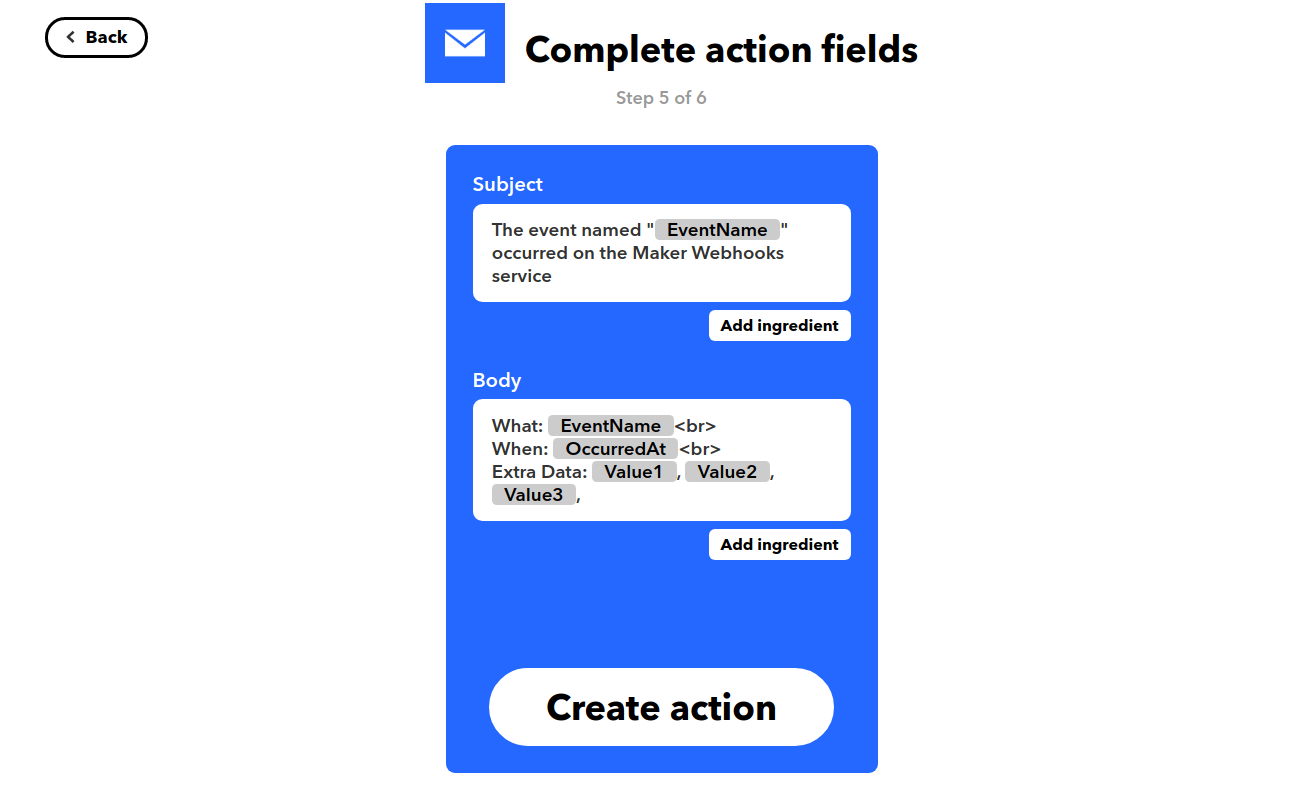 Back
Complete action fields
Step 5 of 6
Subject
The event named " EventName "
occurred on the Maker Webhooks
service
Add ingredient
Body
What: EventName <br>
When: OccurredAt <br>
Extra Data: Value1 , Value2 ,
Value3 ,
Add ingredient
Create action